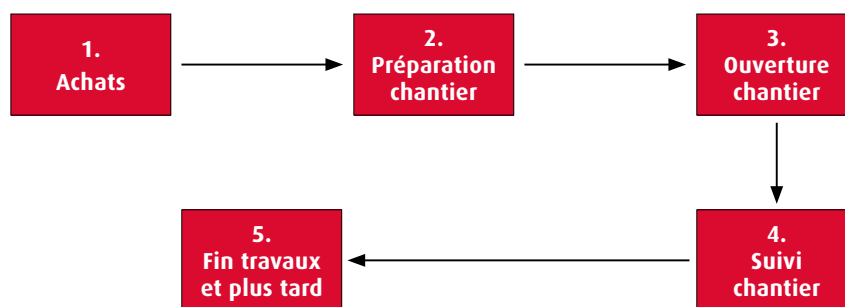 1.
Achats
2.
Préparation
chantier
3.
Ouverture
chantier
4.
Suivi
chantier
5.
Fin travaux
et plus tard